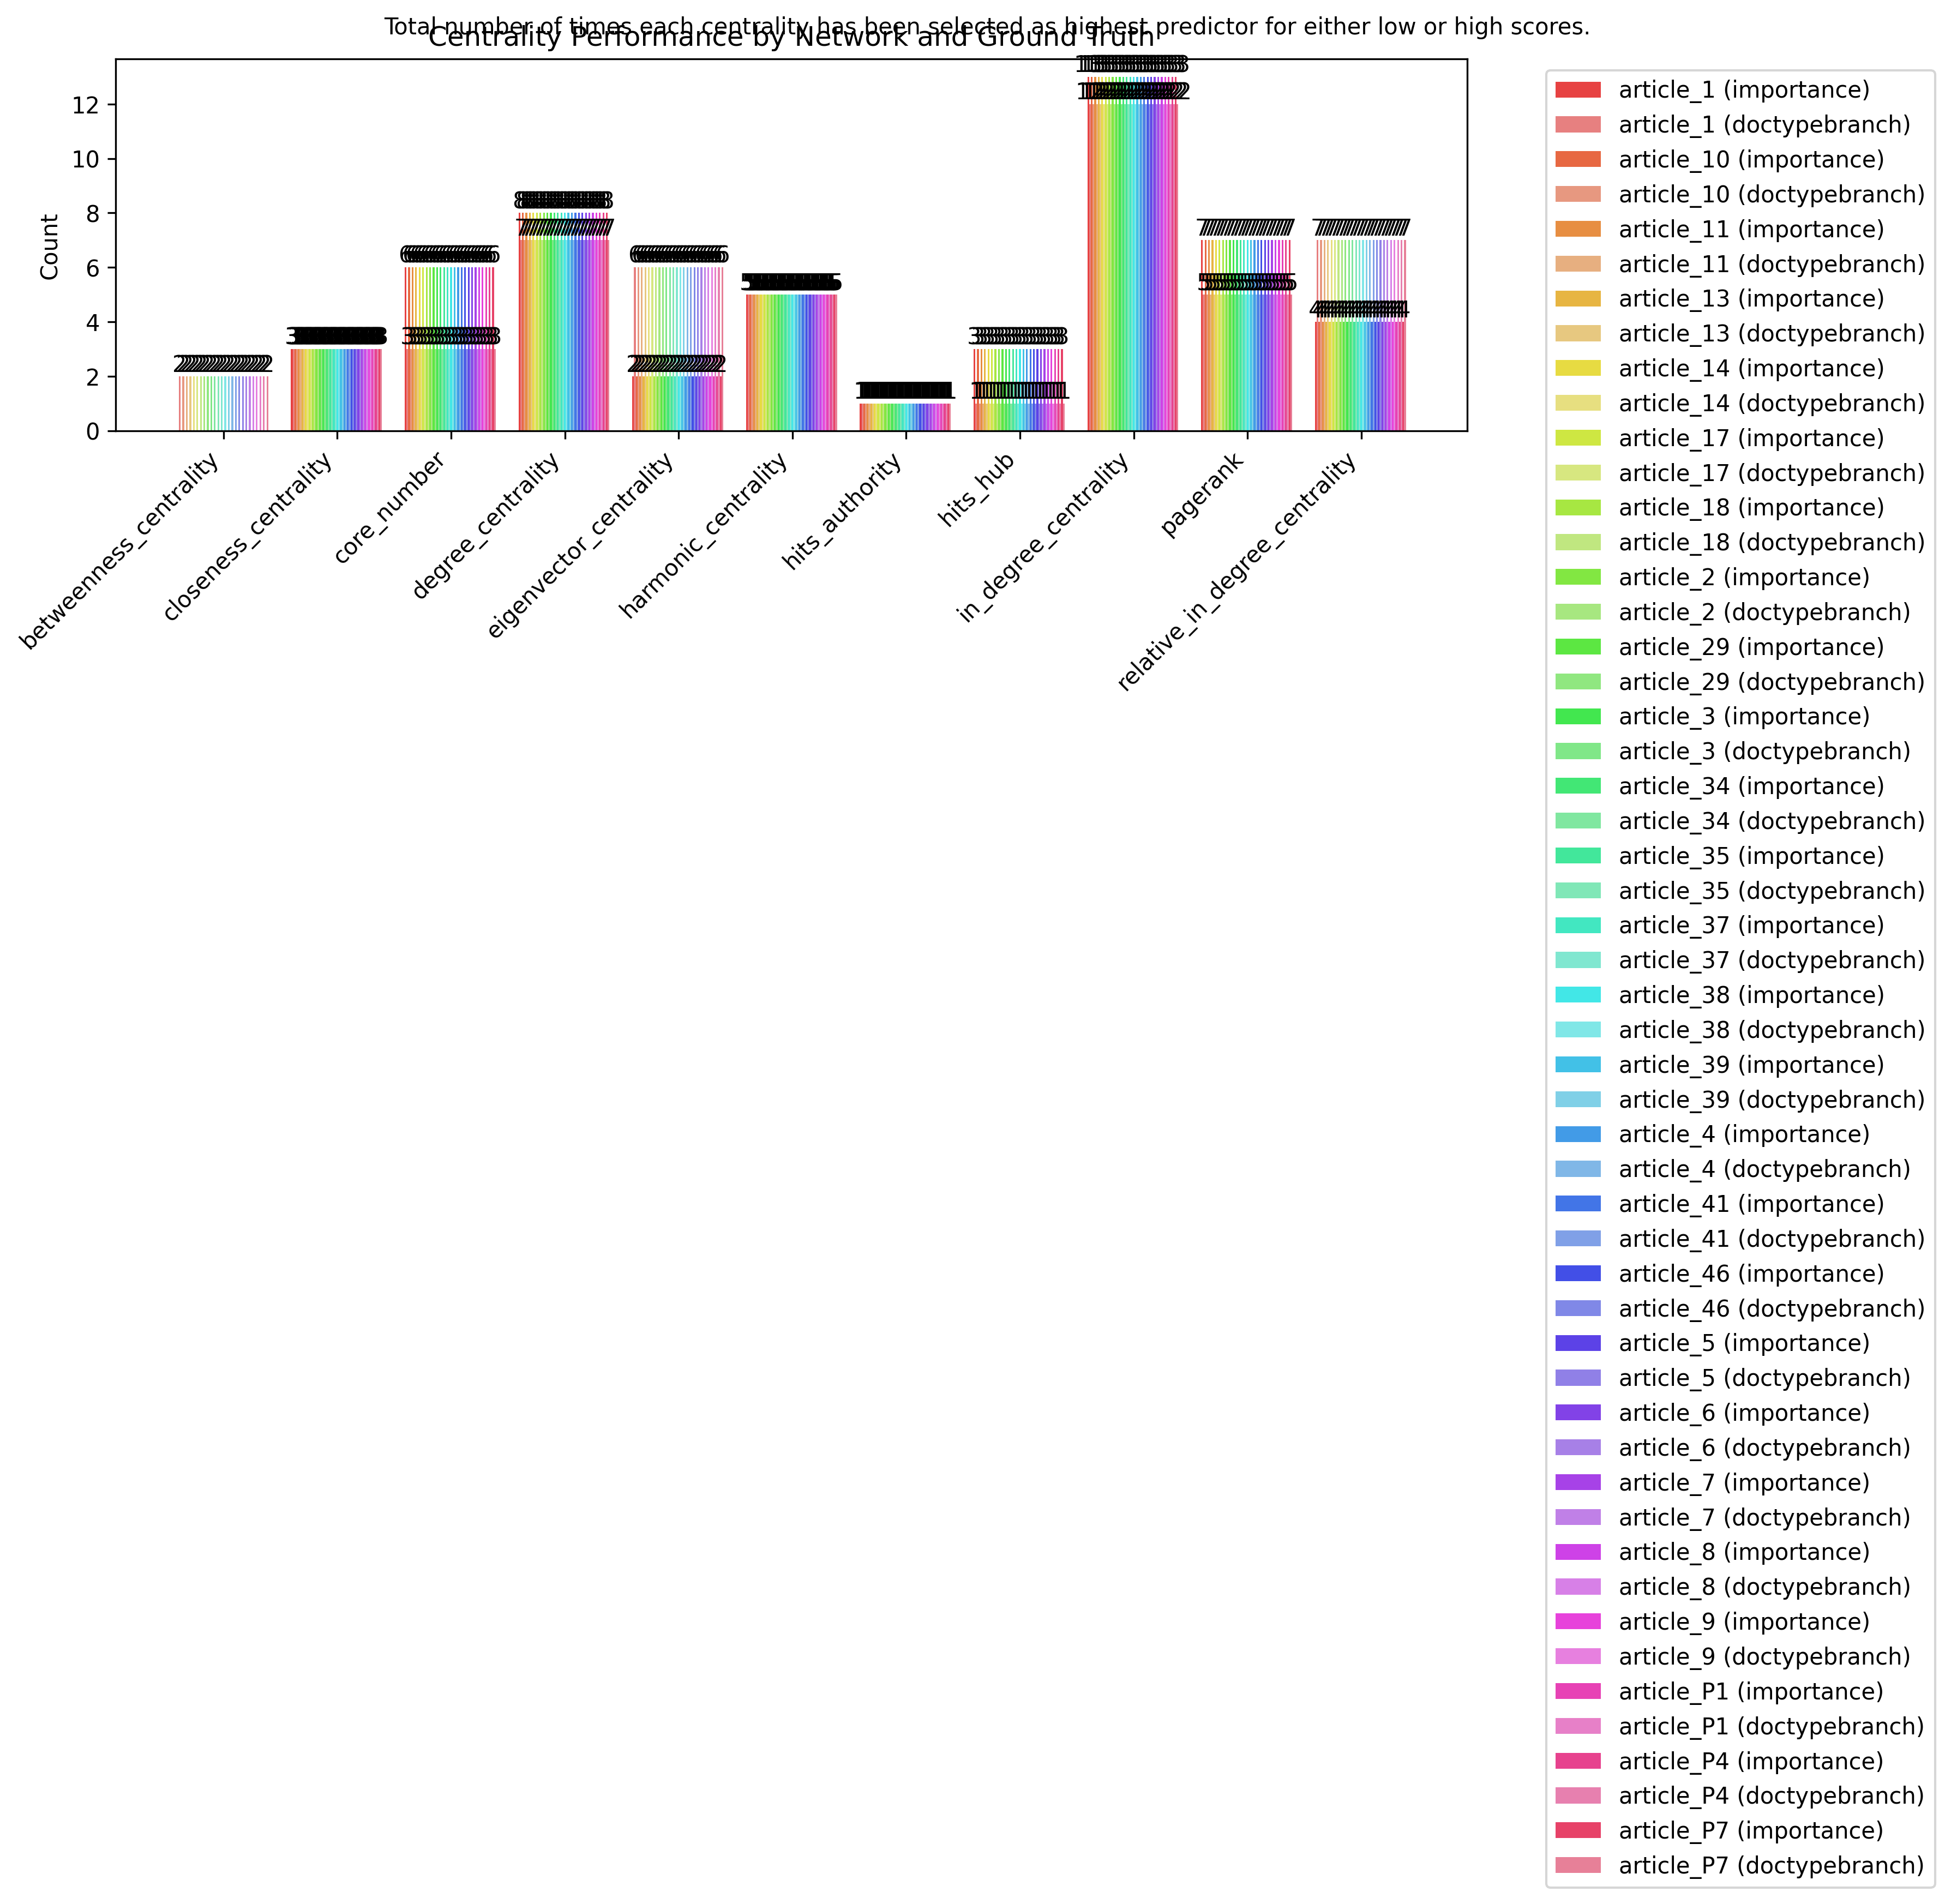 Total number of times each centrality has been selected as highest predictor for either low or high scores.
Centrality Performance by Network and Ground Truth
Count
12
10
8
6
4
2
0
betweenness_centrality
closeness_centrality
core_number
degree_centrality
eigenvector_centrality
harmonic_centrality
hits_authority
hits_hub
in_degree_centrality
pagerank
relative_in_degree_centrality
article_1 (importance)
article_1 (doctypebranch)
article_10 (importance)
article_10 (doctypebranch)
article_11 (importance)
article_11 (doctypebranch)
article_13 (importance)
article_13 (doctypebranch)
article_14 (importance)
article_14 (doctypebranch)
article_17 (importance)
article_17 (doctypebranch)
article_18 (importance)
article_18 (doctypebranch)
article_2 (importance)
article_2 (doctypebranch)
article_29 (importance)
article_29 (doctypebranch)
article_3 (importance)
article_3 (doctypebranch)
article_34 (importance)
article_34 (doctypebranch)
article_35 (importance)
article_35 (doctypebranch)
article_37 (importance)
article_37 (doctypebranch)
article_38 (importance)
article_38 (doctypebranch)
article_39 (importance)
article_39 (doctypebranch)
article_4 (importance)
article_4 (doctypebranch)
article_41 (importance)
article_41 (doctypebranch)
article_46 (importance)
article_46 (doctypebranch)
article_5 (importance)
article_5 (doctypebranch)
article_6 (importance)
article_6 (doctypebranch)
article_7 (importance)
article_7 (doctypebranch)
article_8 (importance)
article_8 (doctypebranch)
article_9 (importance)
article_9 (doctypebranch)
article_P1 (importance)
article_P1 (doctypebranch)
article_P4 (importance)
article_P4 (doctypebranch)
article_P7 (importance)
article_P7 (doctypebranch)